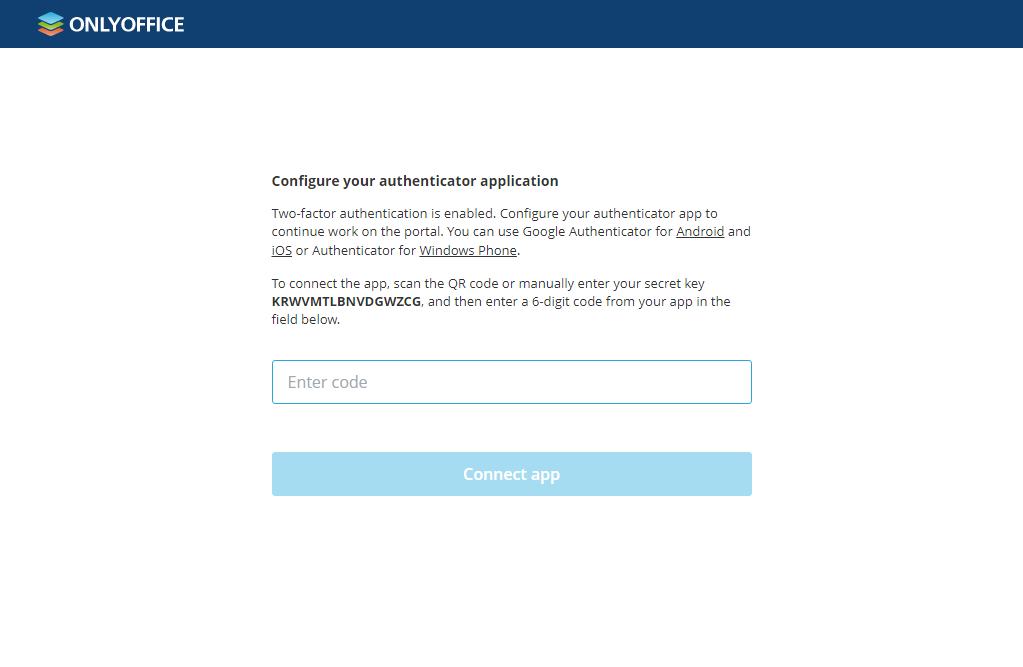 ONLYOFFICE
Configure your authenticator application
Two-factor authentication is enabled. Configure your authenticator app to
continue work on the portal. You can use Google Authenticator for Android and
iOS or Authenticator for Windows Phone.
To connect the app, scan the QR code or manually enter your secret key
KRWVMTLBNVDGWZCG, and then enter a 6-digit code from your app in the
field below.
Enter code
Connect app